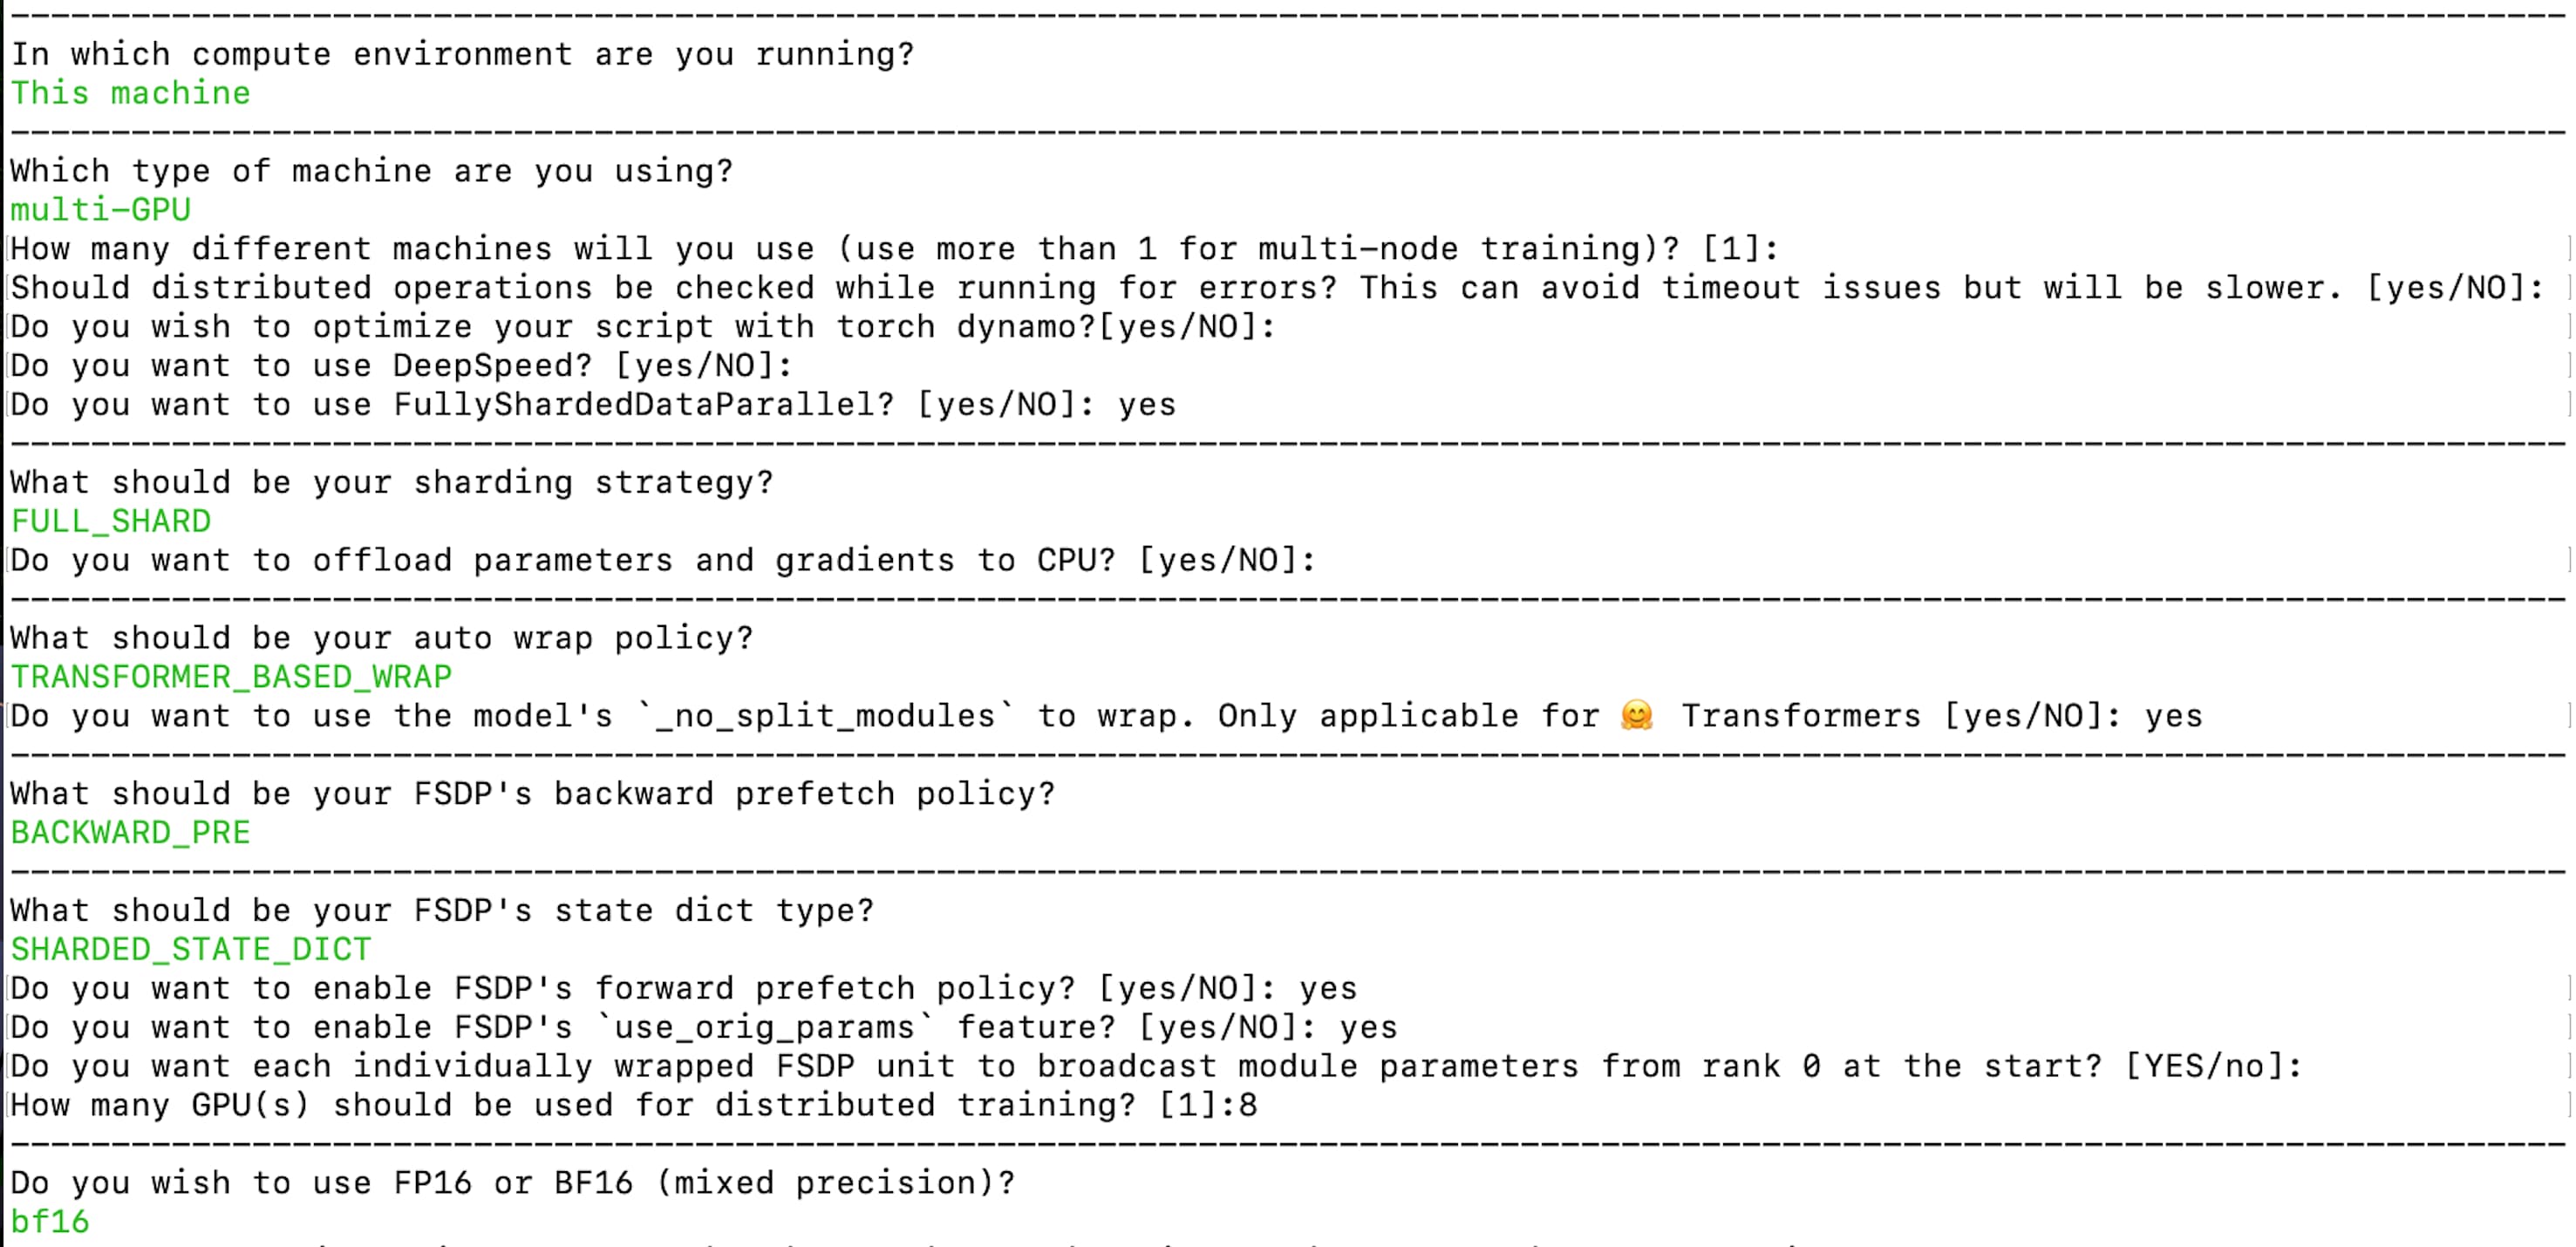 In which compute environment are you running?
This machine
Which type of machine are you using?
multi-GPU
How many different machines will you use (use more than 1 for multi-node training)? [1]:
Should distributed operations be checked while running for errors? This can avoid timeout issues but will be slower. [yes/NO]:
Do you wish to optimize your script with torch dynamo?[yes/NO]:
Do you want to use DeepSpeed? [yes/NO]:
Do you want to use FullyShardedDataParallel? [yes/NO]: yes
What should be your sharding strategy?
FULL_SHARD
Do you want to offload parameters and gradients to CPU? [yes/NO]:
What should be your auto wrap policy?
TRANSFORMER_BASED_WRAP
Do you want to use the model's `_no_split_modules` to wrap. Only applicable for 🤗 Transformers [yes/NO]: yes
What should be your FSDP's backward prefetch policy?
BACKWARD_PRE
What should be your FSDP's state dict type?
SHARDED_STATE_DICT
Do you want to enable FSDP's forward prefetch policy? [yes/NO]: yes
Do you want to enable FSDP's `use_orig_params` feature? [yes/NO]: yes
Do you want each individually wrapped FSDP unit to broadcast module parameters from rank 0 at the start? [YES/no]:
How many GPU(s) should be used for distributed training? [1]:8
Do you wish to use FP16 or BF16 (mixed precision)?
bf16